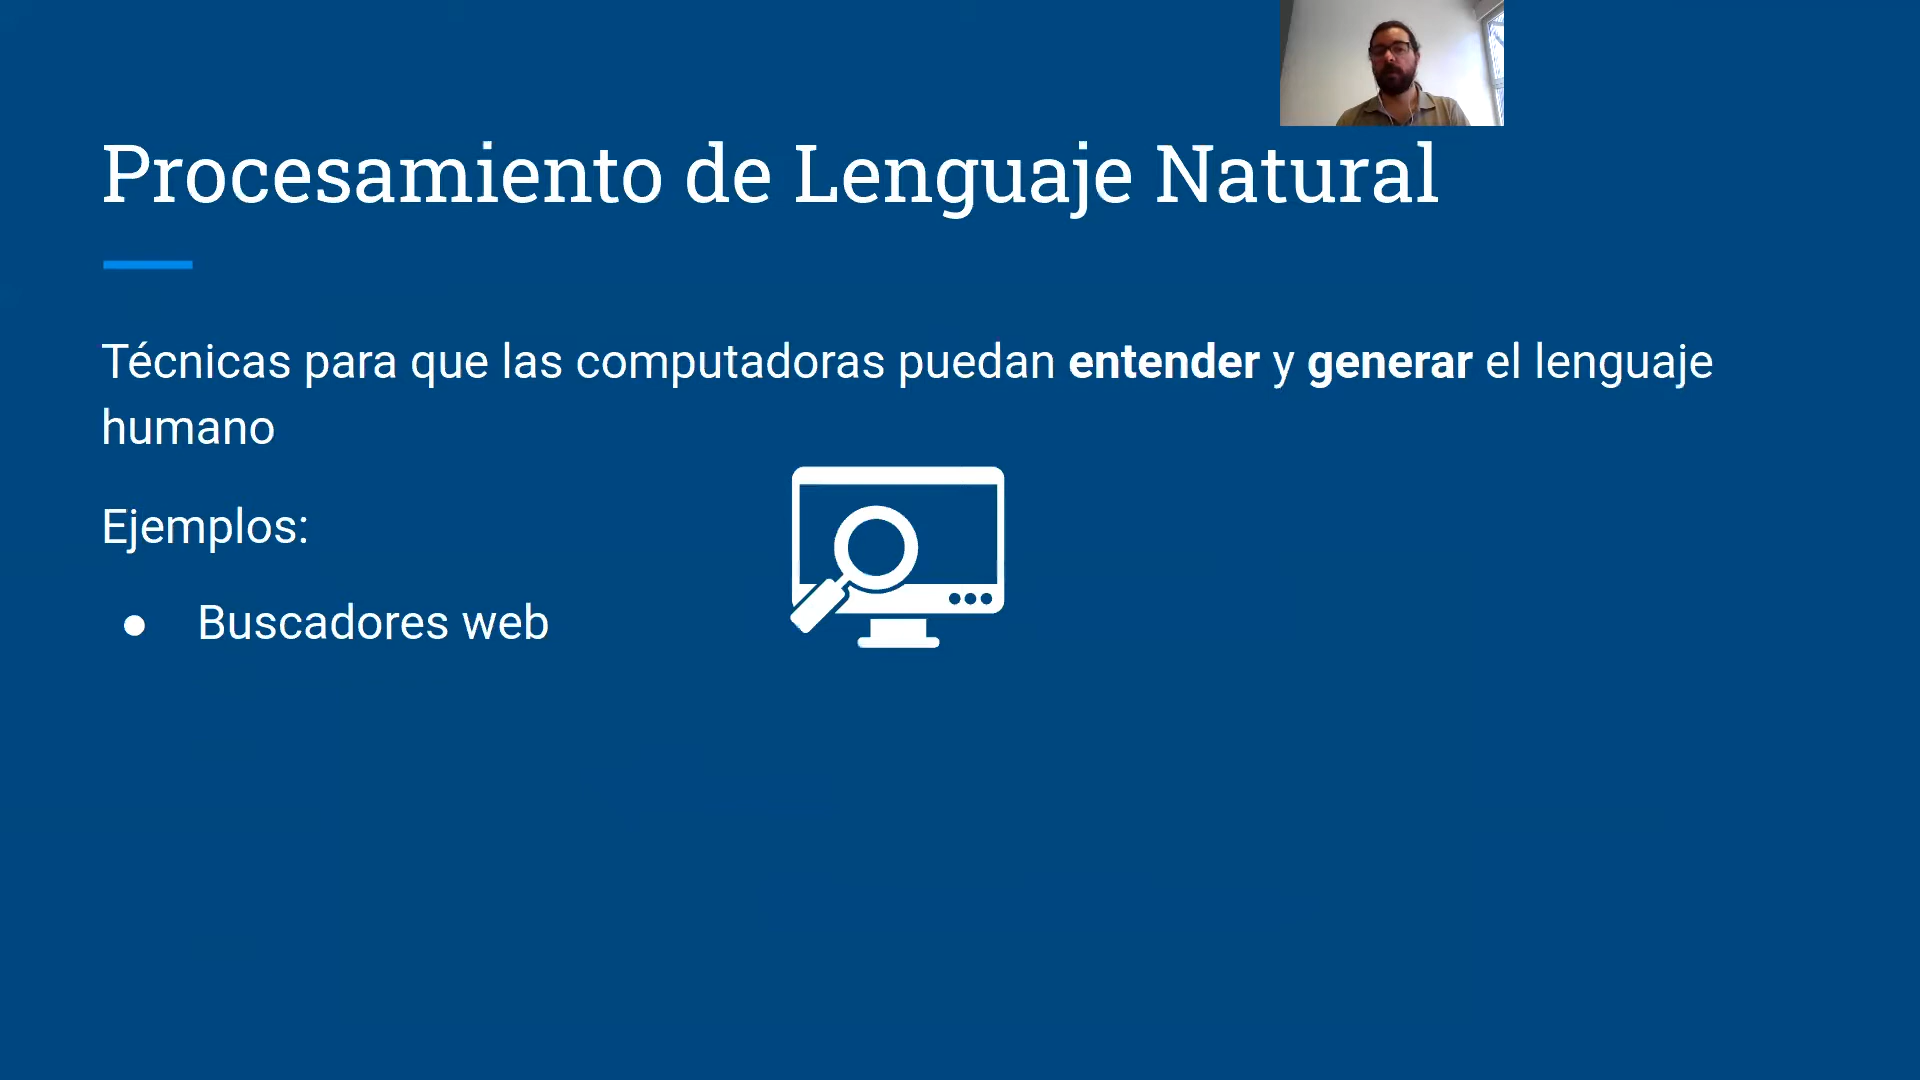 Procesamiento de Lenguaje Natural
Técnicas para que las computadoras puedan entender y generar el lenguaje
humano
Ejemplos:
● Buscadores web